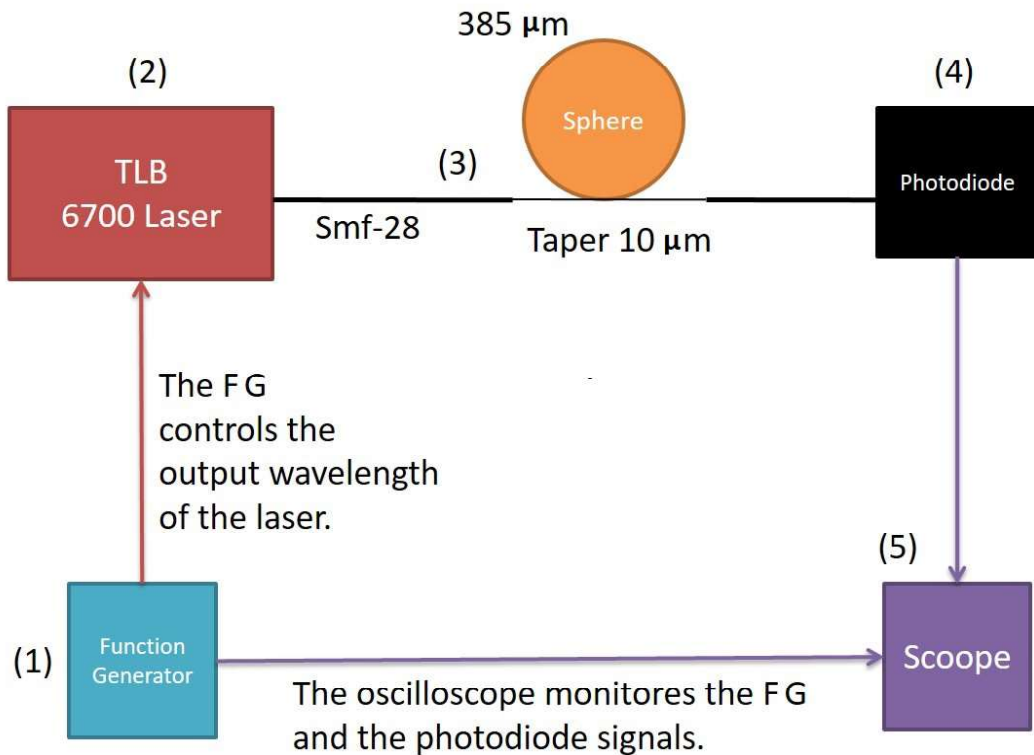 385 μm
(2)
(4)
Sphere
TLB
6700 Laser
(3)
Photodiode
Smf-28
Taper 10 μm
The F G
controls the
output wavelength
of the laser.
(5)
(1)
Function
Generator
Scoope
The oscilloscope monitores the F G
and the photodiode signals.